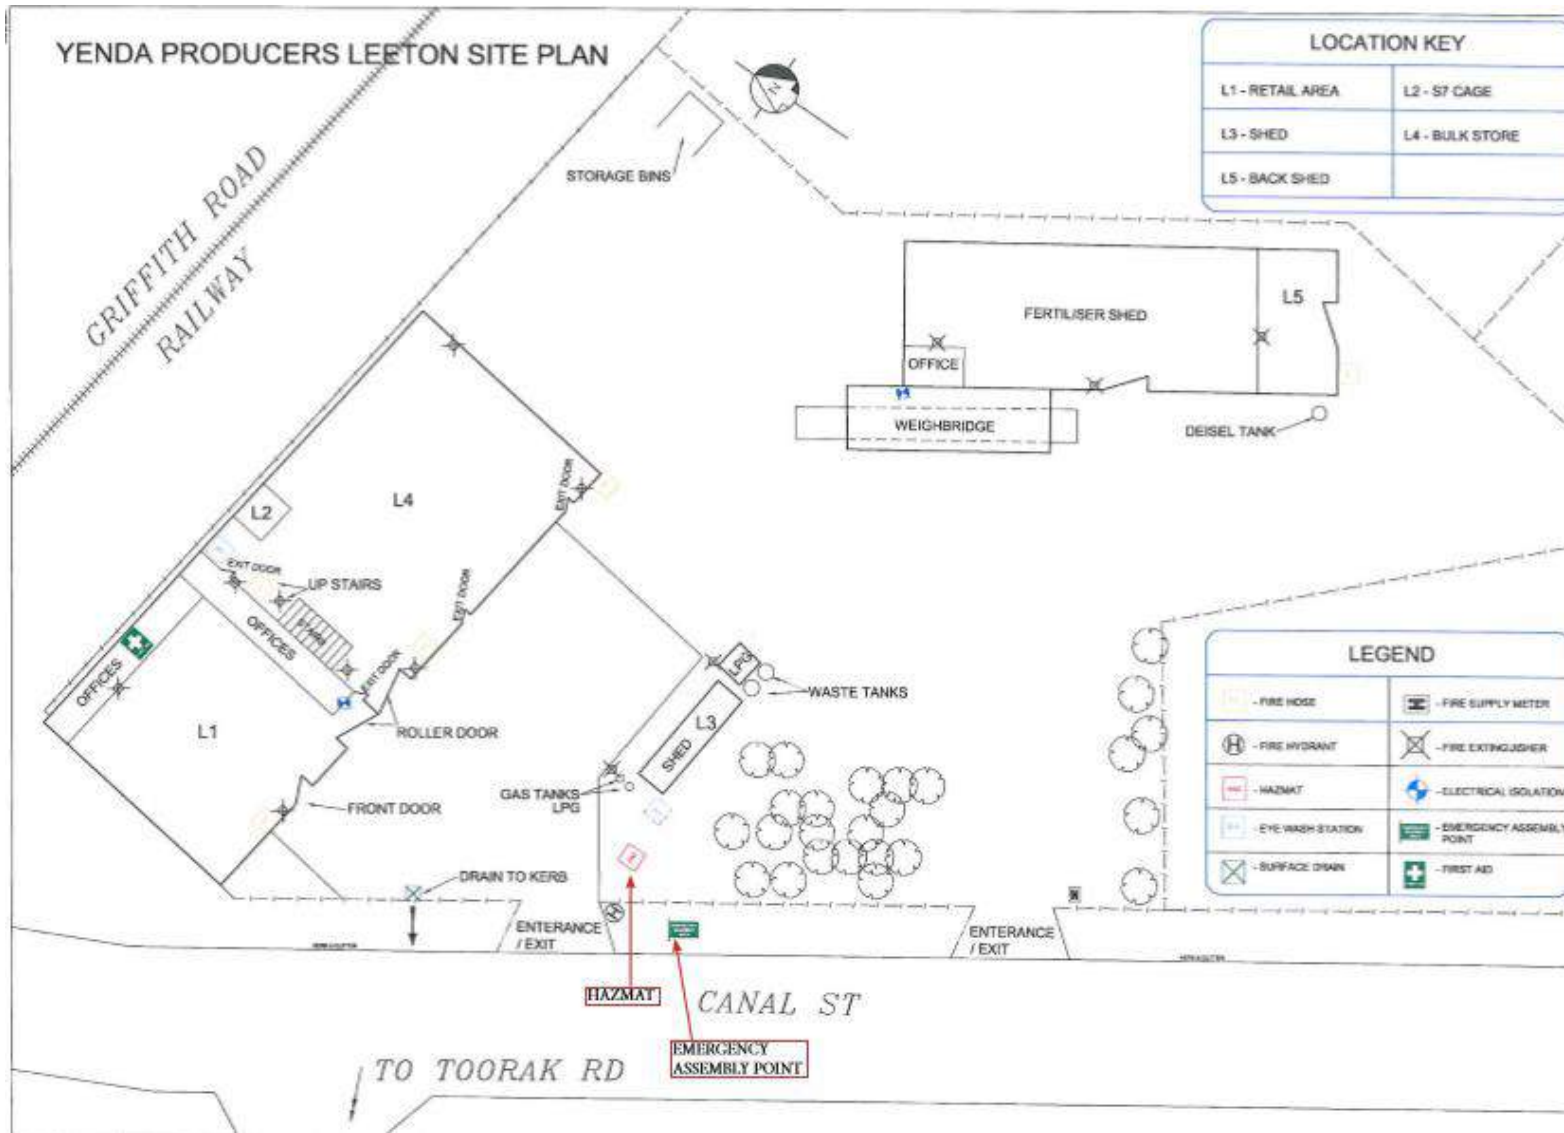 YENDA PRODUCERS LEETON SITE PLAN
LOCATION KEY
L1 - RETAIL AREA
L2 - S7 CAGE
L3 - SHED
L4 - BULK STORE
L5 - BACK SHED
N
STORAGE BINS
GRIFFITH ROAD
RAILWAY
FERTILISER SHED
L5
OFFICE
WEIGHBRIDGE
DEISEL TANK
L4
EXIT DOOR
L2
EXIT DOOR
UP STAIRS
EXIT DOOR
STAIRS
OFFICES
OFFICES
EXIT DOOR
L1
ROLLER DOOR
FRONT DOOR
LPG
WASTE TANKS
L3
SHED
GAS TANKS
LPG
DRAIN TO KERB
ENTERANCE
/ EXIT
H
ENTERANCE
/ EXIT
LEGEND
- FIRE HOSE
- FIRE SUPPLY METER
H
- FIRE HYDRANT
- FIRE EXTINGUISHER
- HAZMAT
- ELECTRICAL ISOLATION
- EYE WASH STATION
- EMERGENCY ASSEMBLY
POINT
- SURFACE DRAIN
- FIRST AID
HAZMAT
CANAL ST
EMERGENCY
ASSEMBLY POINT
TO TOORAK RD